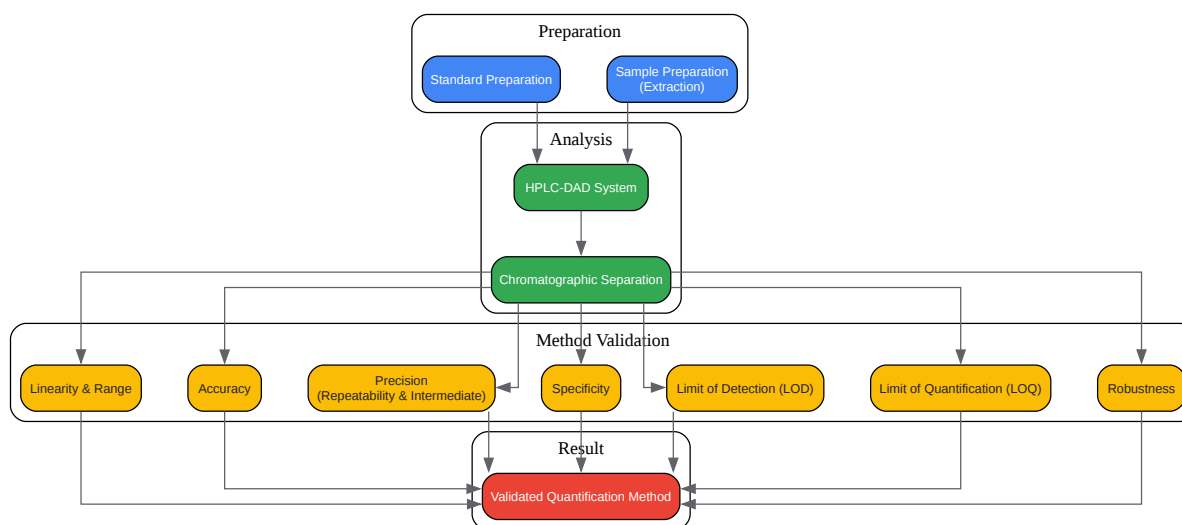 Preparation
Standard Preparation
Sample Preparation
(Extraction)
Analysis
HPLC-DAD System
Chromatographic Separation
Method Validation
Linearity & Range
Accuracy
Precision
(Repeatability & Intermediate)
Specificity
Limit of Detection (LOD)
Limit of Quantification (LOQ)
Robustness
Result
Validated Quantification Method